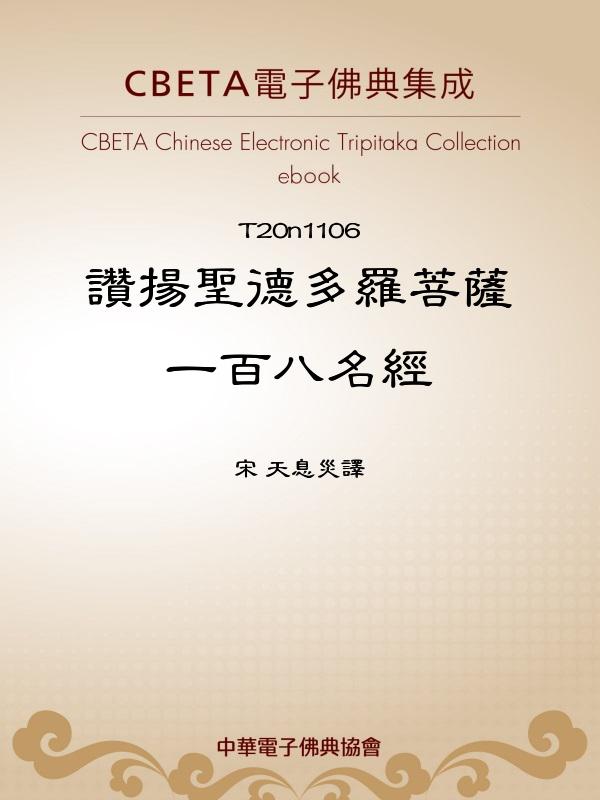 CBETA電子佛典集成
CBETA Chinese Electronic Tripitaka Collection
ebook
T20n1106
讚揚聖德多羅菩薩
一百八名經
宋 天息災譯
中華電子佛典協會